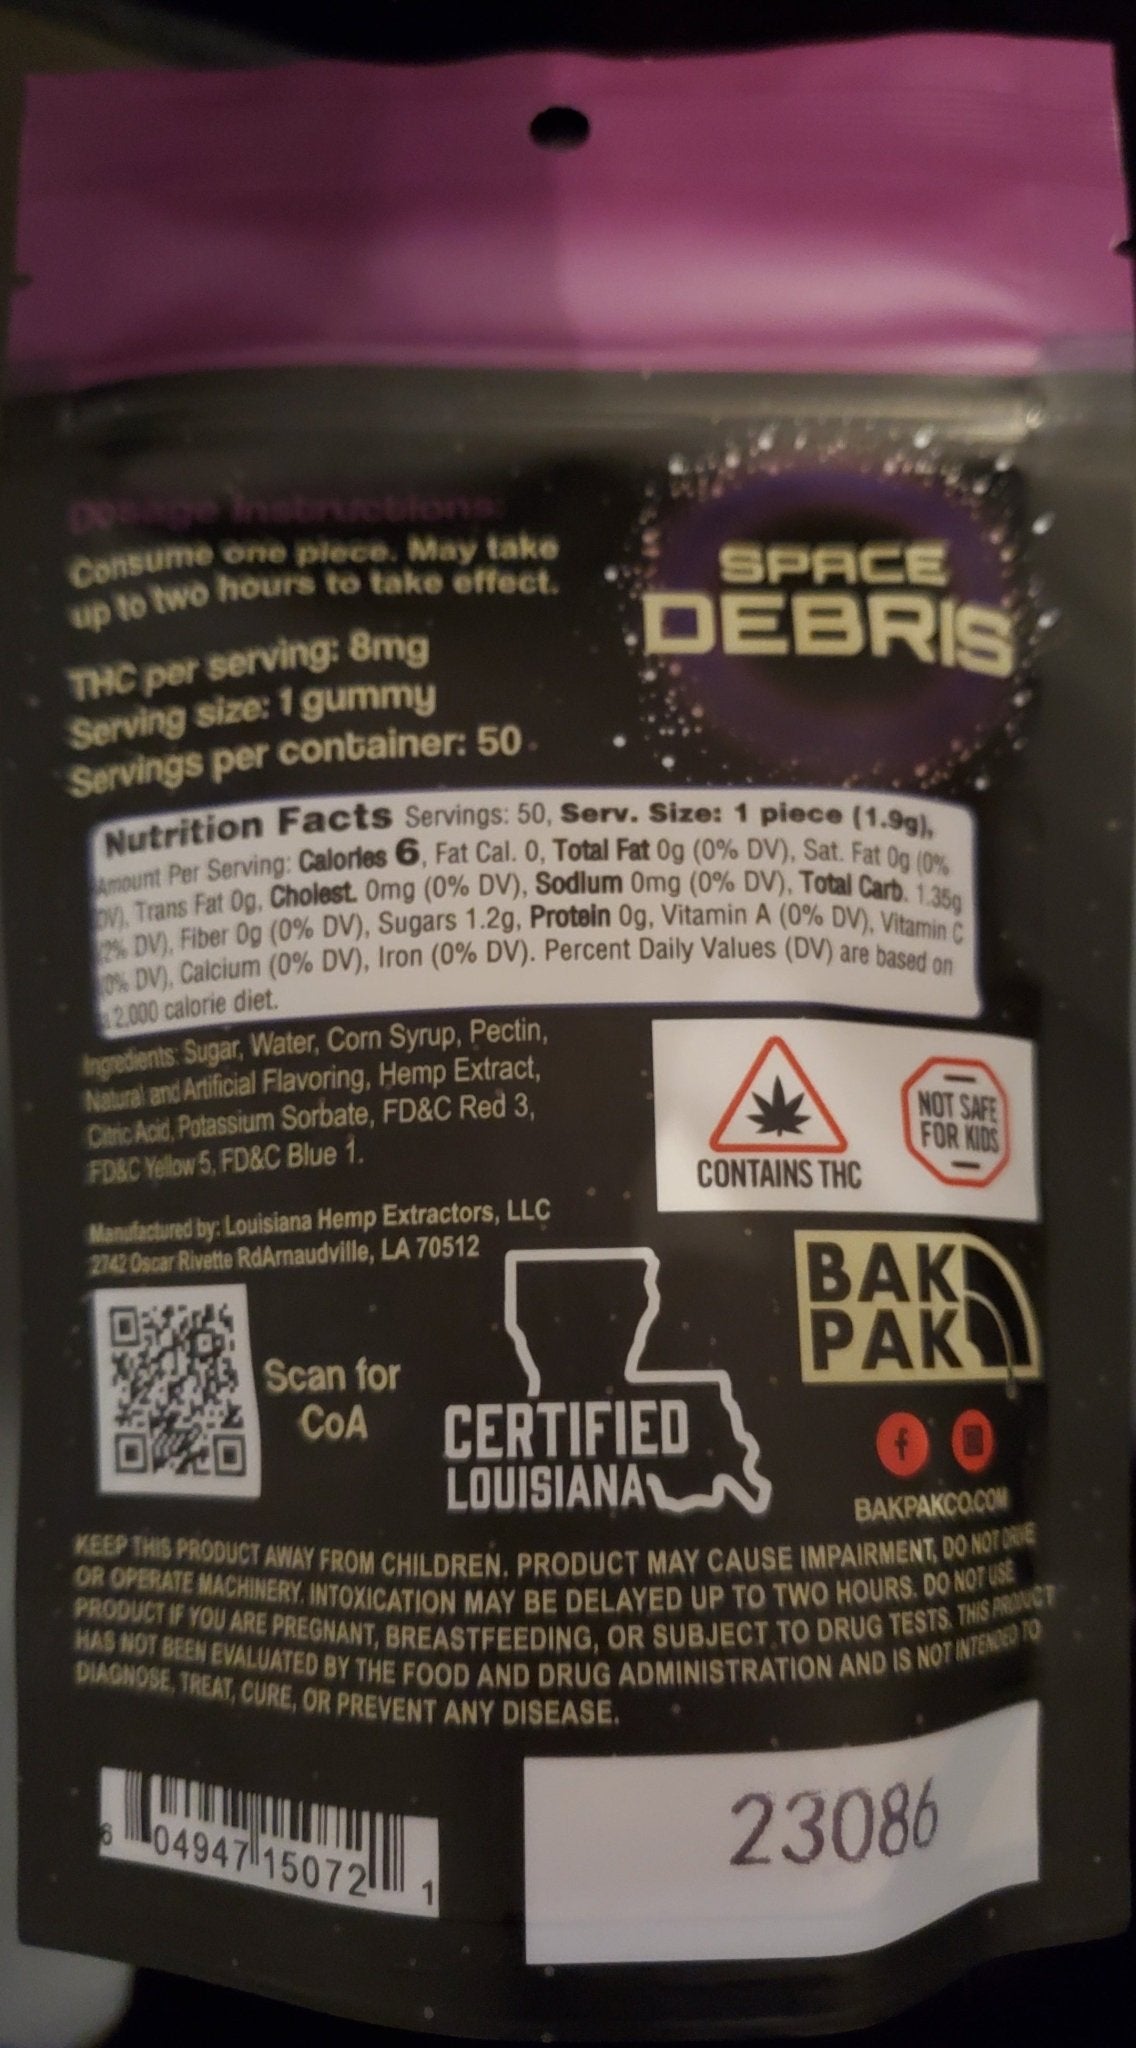 Dosage Instructions:
Consume one piece. May take
up to two hours to take effect.
THC per serving: 8mg
Serving size: 1 gummy
Servings per container: 50
SPACE
DEBRIS
Nutrition Facts Servings: 50, Serv. Size: 1 piece (1.9g),
Amount Per Serving: Calories 6, Fat Cal. 0, Total Fat 0g (0% DV), Sat. Fat 0g (0%
DV), Trans Fat 0g, Cholest. 0mg (0% DV), Sodium 0mg (0% DV), Total Carb. 1.35g
(2% DV), Fiber 0g (0% DV), Sugars 1.2g, Protein 0g, Vitamin A (0% DV), Vitamin C
(0% DV), Calcium (0% DV), Iron (0% DV). Percent Daily Values (DV) are based on
a 2,000 calorie diet.
Ingredients: Sugar, Water, Corn Syrup, Pectin,
Natural and Artificial Flavoring, Hemp Extract,
Citric Acid, Potassium Sorbate, FD&C Red 3,
FD&C Yellow 5, FD&C Blue 1.
CONTAINS THC
NOT SAFE
FOR KIDS
Manufactured by: Louisiana Hemp Extractors, LLC
2742 Oscar Rivette RdArnaudville, LA 70512
Scan for
CoA
CERTIFIED
LOUISIANA
BAK
PAK
BAKPAKCO.COM
KEEP THIS PRODUCT AWAY FROM CHILDREN. PRODUCT MAY CAUSE IMPAIRMENT, DO NOT DRIVE
OR OPERATE MACHINERY. INTOXICATION MAY BE DELAYED UP TO TWO HOURS. DO NOT USE
PRODUCT IF YOU ARE PREGNANT, BREASTFEEDING, OR SUBJECT TO DRUG TESTS. THIS PRODUCT
HAS NOT BEEN EVALUATED BY THE FOOD AND DRUG ADMINISTRATION AND IS NOT INTENDED TO
DIAGNOSE, TREAT, CURE, OR PREVENT ANY DISEASE.
6 04947 15072 1
23086